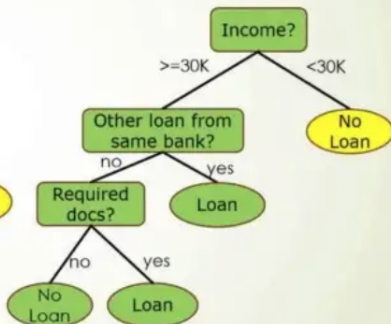 Income?
>=30K
<30K
Other loan from
same bank?
No
Loan
no
yes
Required
docs?
Loan
no
yes
No
Loan
Loan